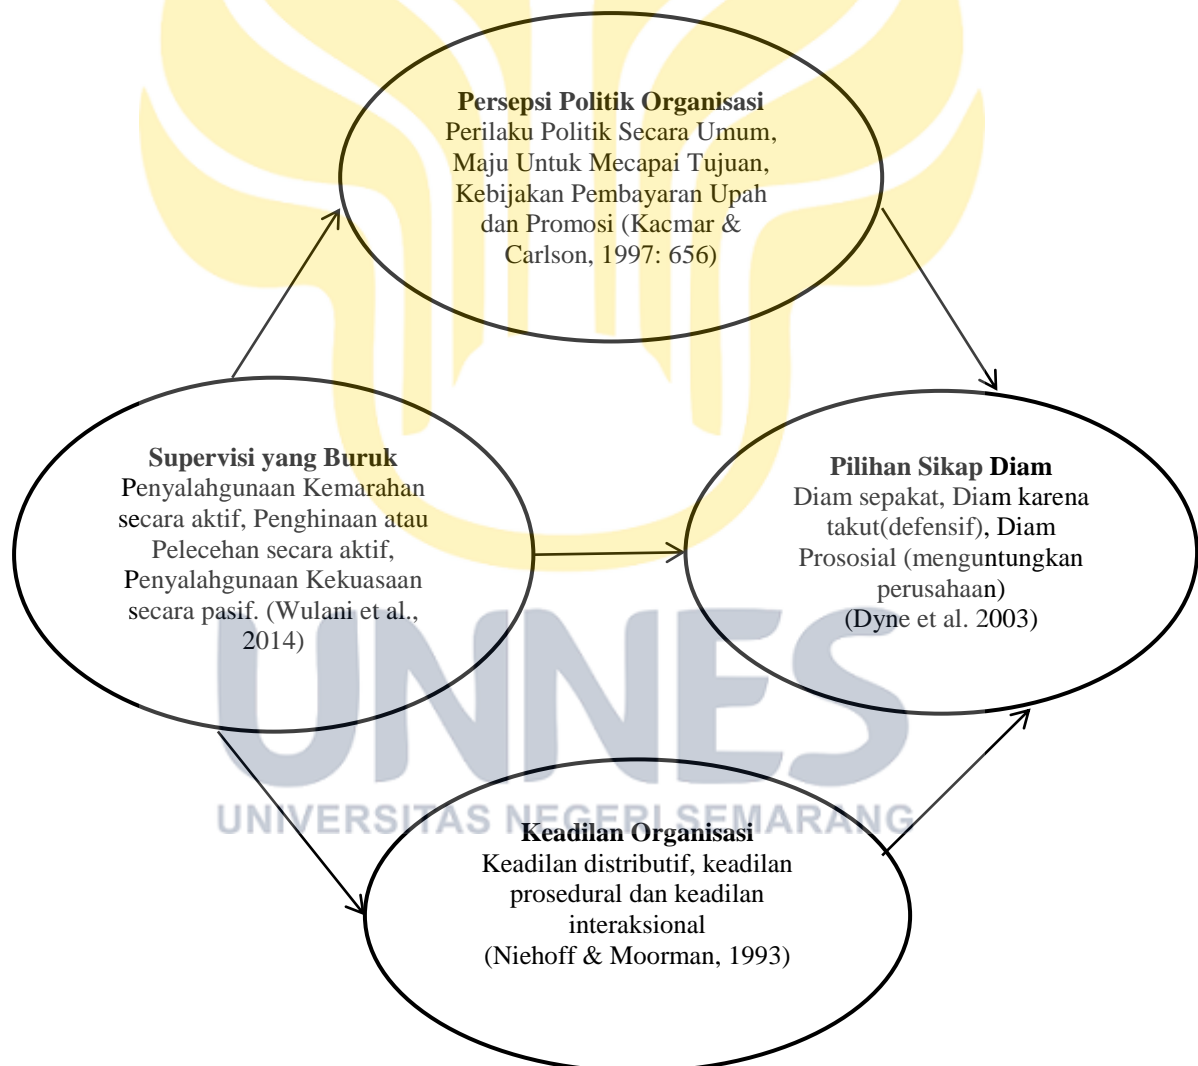 Persepsi Politik Organisasi
Perilaku Politik Secara Umum,
Maju Untuk Mecapai Tujuan,
Kebijakan Pembayaran Upah
dan Promosi (Kacmar &
Carlson, 1997: 656)
Supervisi yang Buruk
Penyalahgunaan Kemarahan
secara aktif, Penghinaan atau
Pelecehan secara aktif,
Penyalahgunaan Kekuasaan
secara pasif. (Wulani et al.,
2014)
Pilihan Sikap Diam
Diam sepakat, Diam karena
takut(defensif), Diam
Prososial (menguntungkan
perusahaan)
(Dyne et al. 2003)
UNNES
UNIVERSITAS NEGERI SEMARANG
Keadilan Organisasi
Keadilan distributif, keadilan
prosedural dan keadilan
interaksional
(Niehoff & Moorman, 1993)